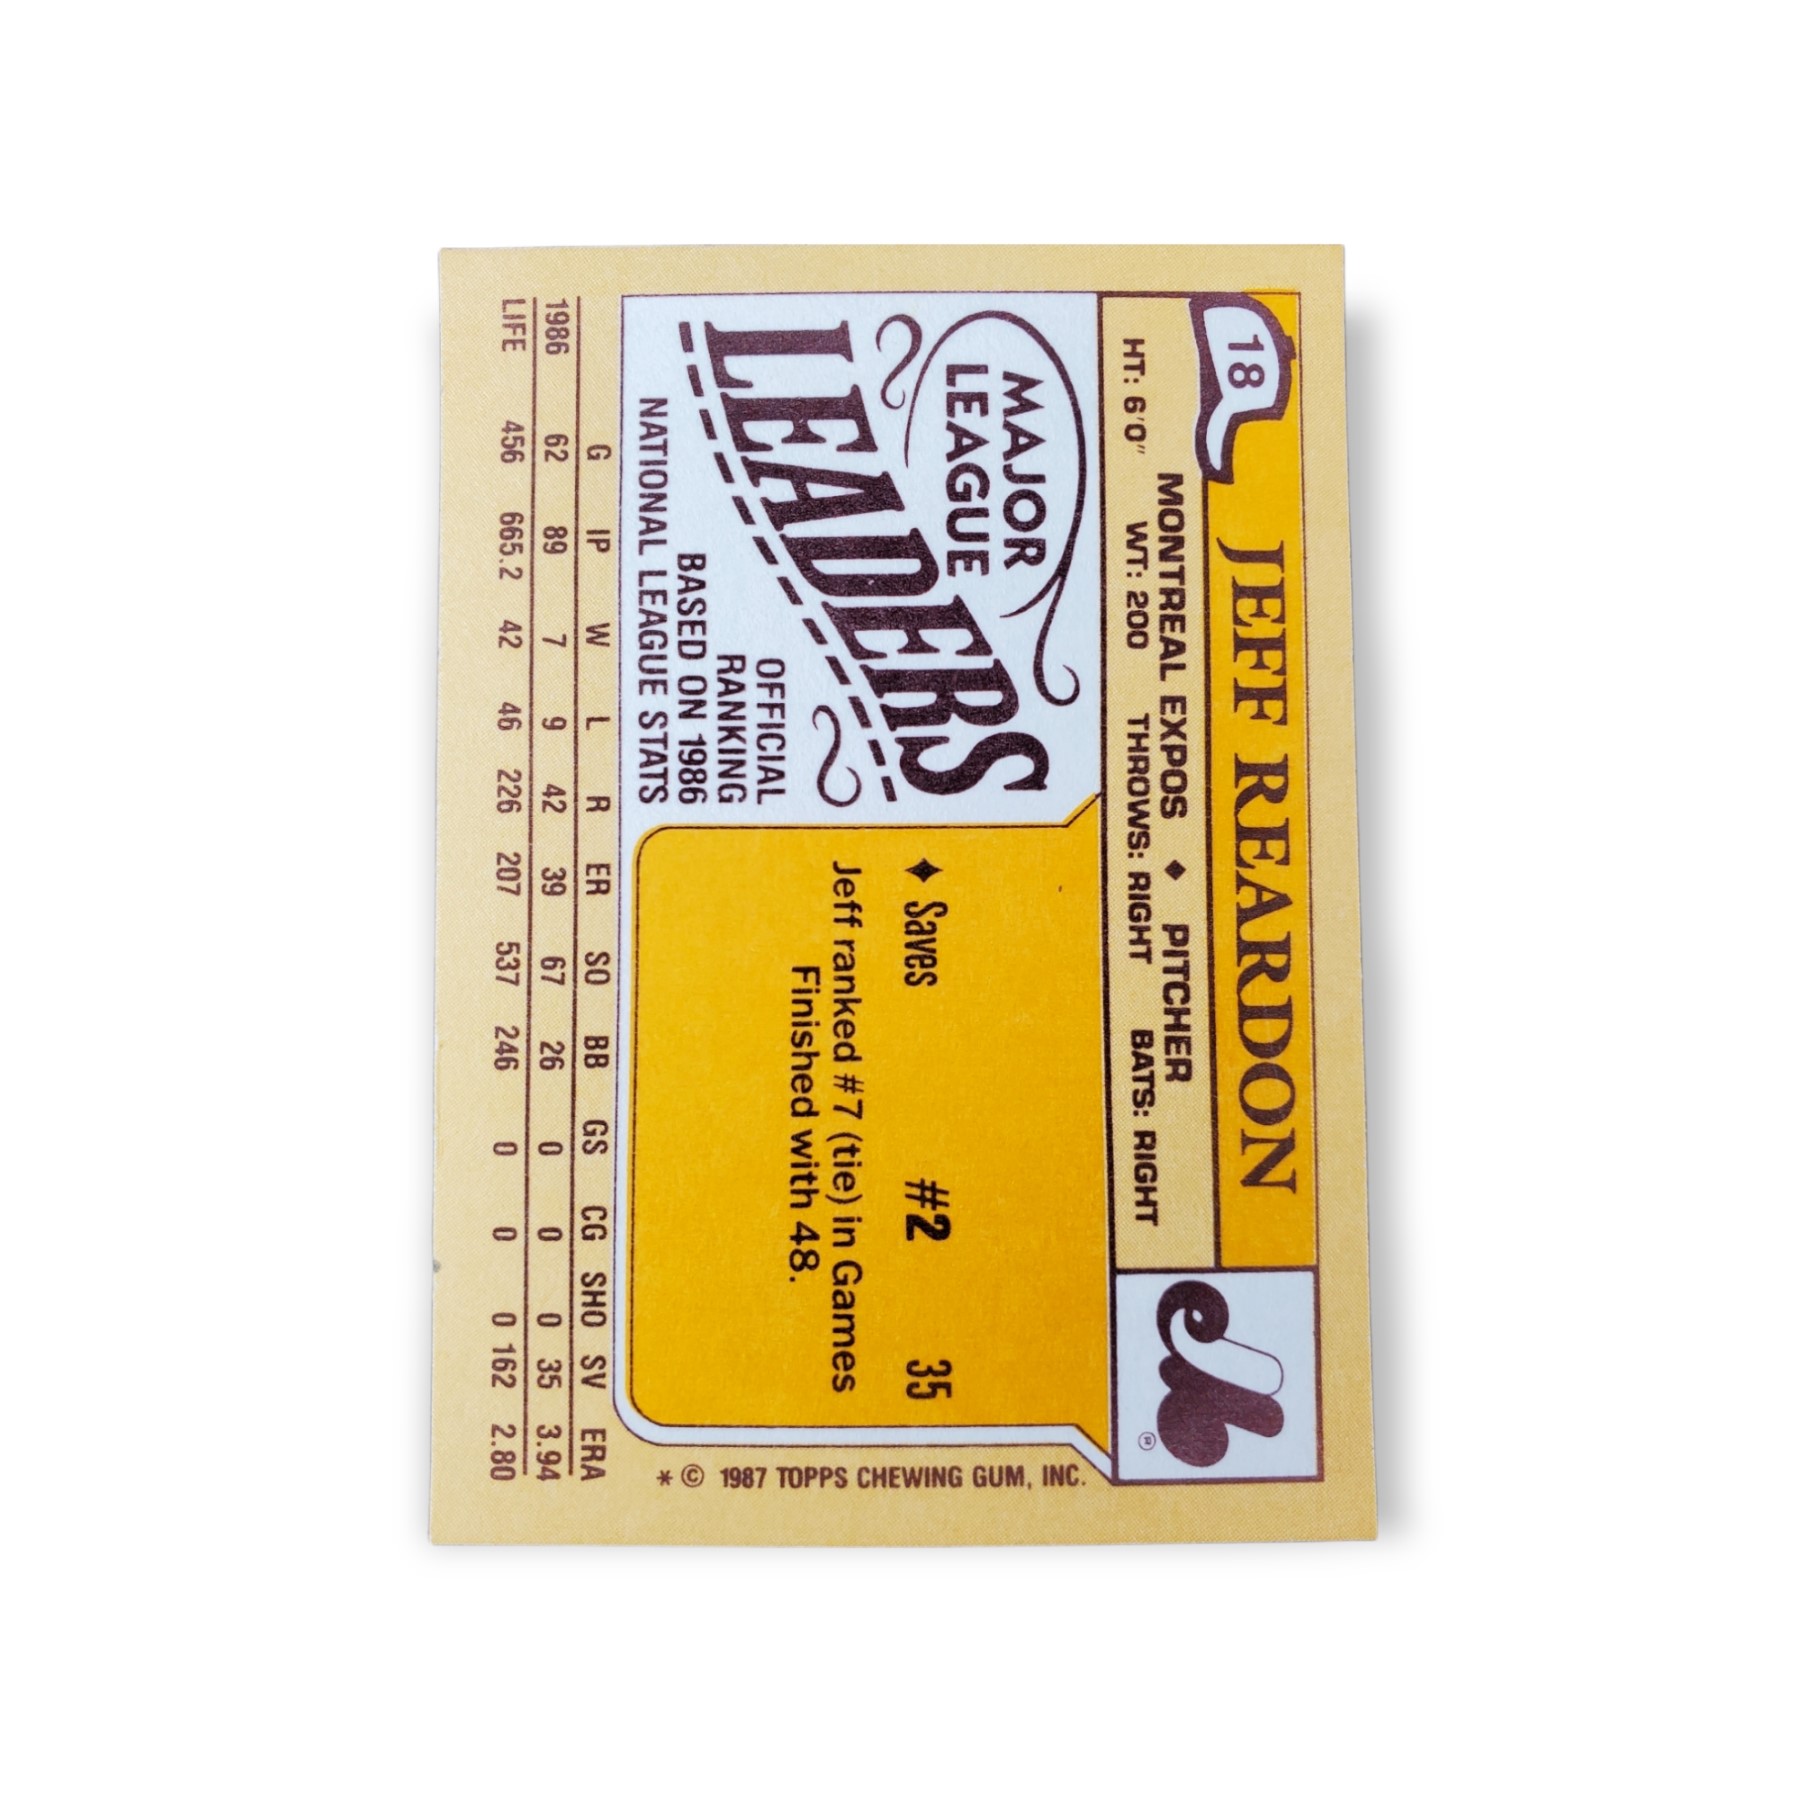 18
JEFF REARDON
MONTREAL EXPOS ♦ PITCHER
HT: 6'0" WT: 200 THROWS: RIGHT BATS: RIGHT
MAJOR
LEAGUE
LEADERS
OFFICIAL
RANKING
BASED ON 1986
NATIONAL LEAGUE STATS
♦ Saves #2 35
Jeff ranked #7 (tie) in Games
Finished with 48.
elb
®
* © 1987 TOPPS CHEWING GUM, INC.
G IP W L R ER SO BB GS CG SHO SV ERA
1986 62 89 7 9 42 39 67 26 0 0 0 35 3.94
LIFE 456 665.2 42 46 226 207 537 246 0 0 0 162 2.80